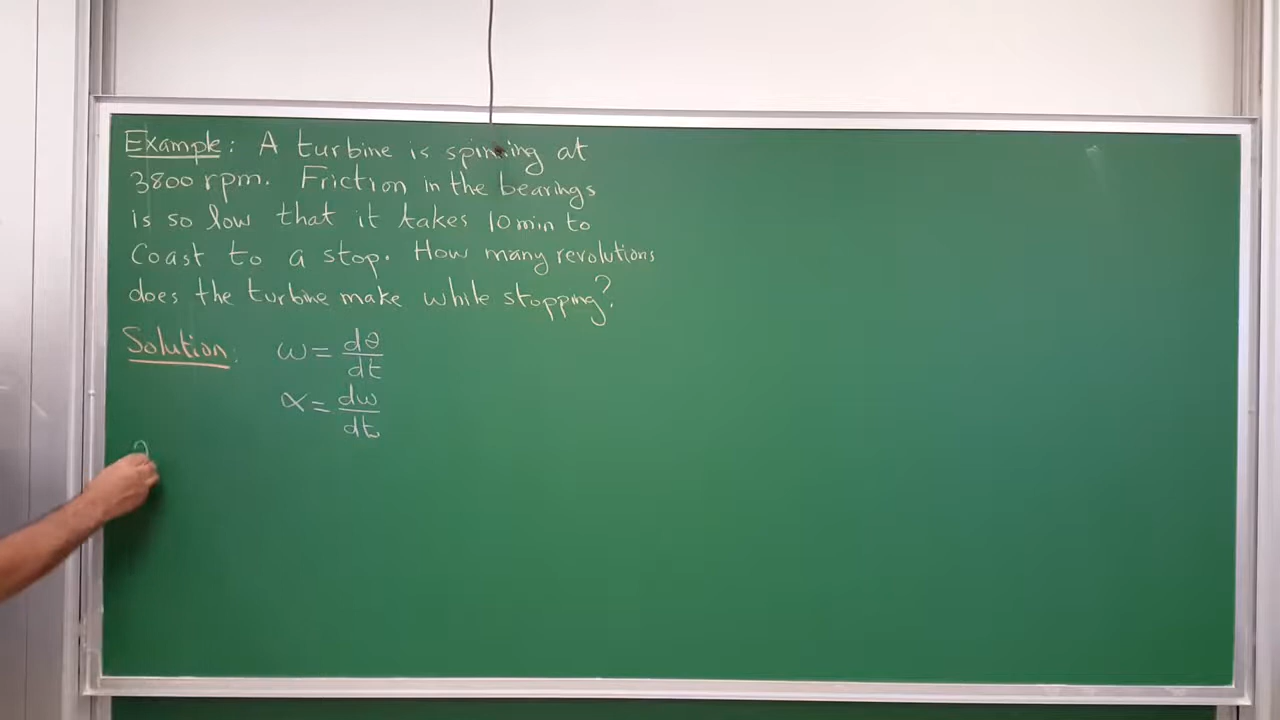 Example: A turbine is spinning at
3800 rpm. Friction in the bearings
is so low that it takes 10 min to
Coast to a stop. How many revolutions
does the turbine make while stopping?
Solution: ω = dθ/dt
α = dω/dt